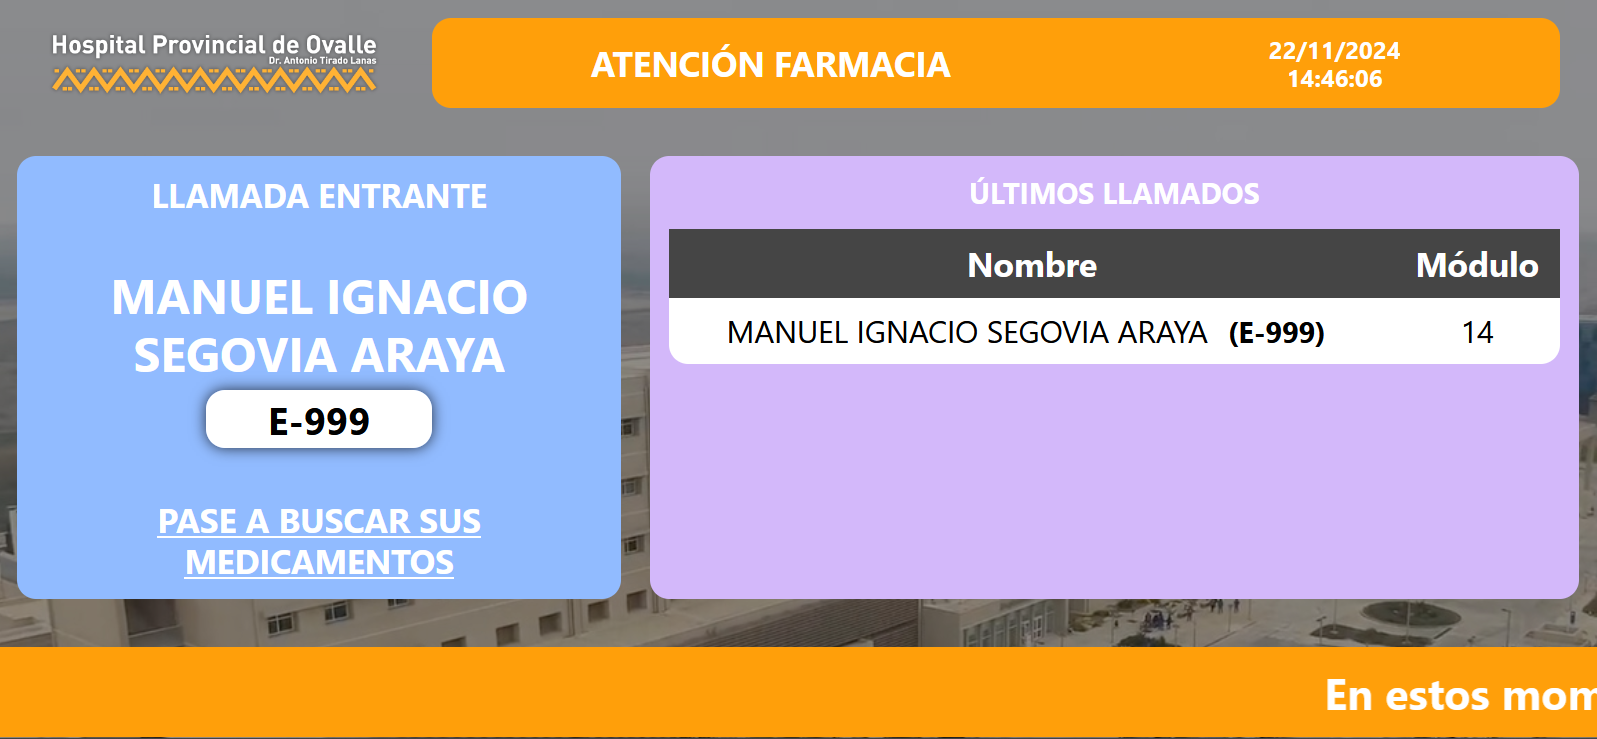 Hospital Provincial de Ovalle
Dr. Antonio Tirado Lanas
ATENCIÓN FARMACIA
22/11/2024
14:46:06
LLAMADA ENTRANTE
MANUEL IGNACIO
SEGOVIA ARAYA
E-999
PASE A BUSCAR SUS
MEDICAMENTOS
ÚLTIMOS LLAMADOS
Nombre Módulo
MANUEL IGNACIO SEGOVIA ARAYA (E-999) 14
En estos mom